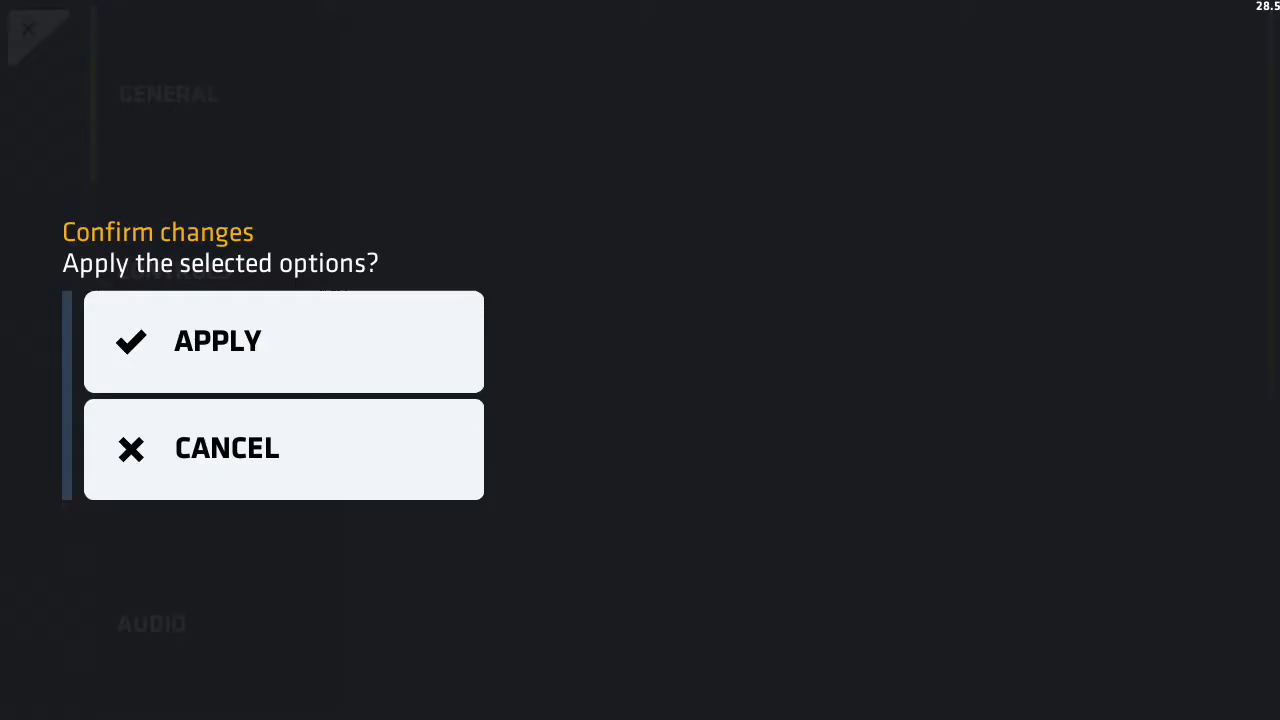 28.5
GENERAL
Confirm changes
Apply the selected options?
APPLY
CANCEL
AUDIO